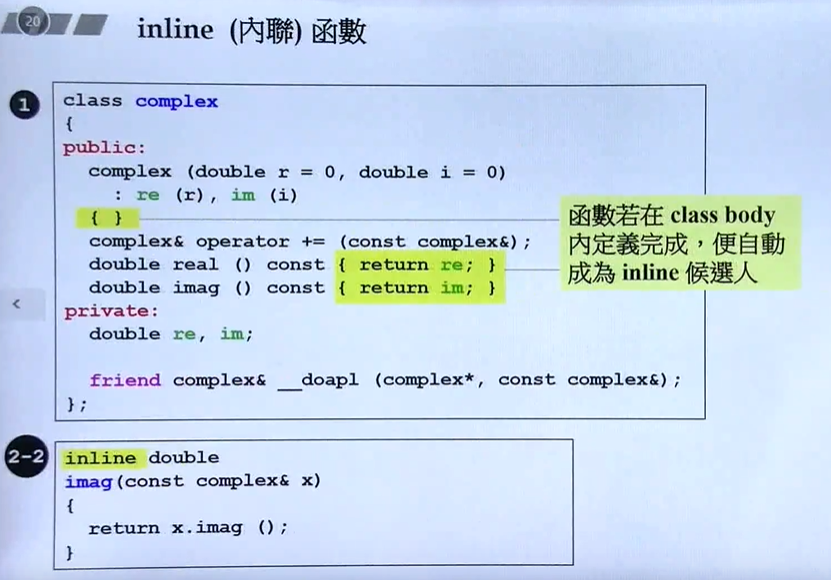 20
inline (內聯) 函數
1
class complex
{
public:
complex (double r = 0, double i = 0)
: re (r), im (i)
{ }
complex& operator += (const complex&);
double real () const { return re; }
double imag () const { return im; }
private:
double re, im;
friend complex& __doapl (complex*, const complex&);
};
函數若在 class body
內定義完成，便自動
成為 inline 候選人
2-2
inline double
imag(const complex& x)
{
return x.imag ();
}